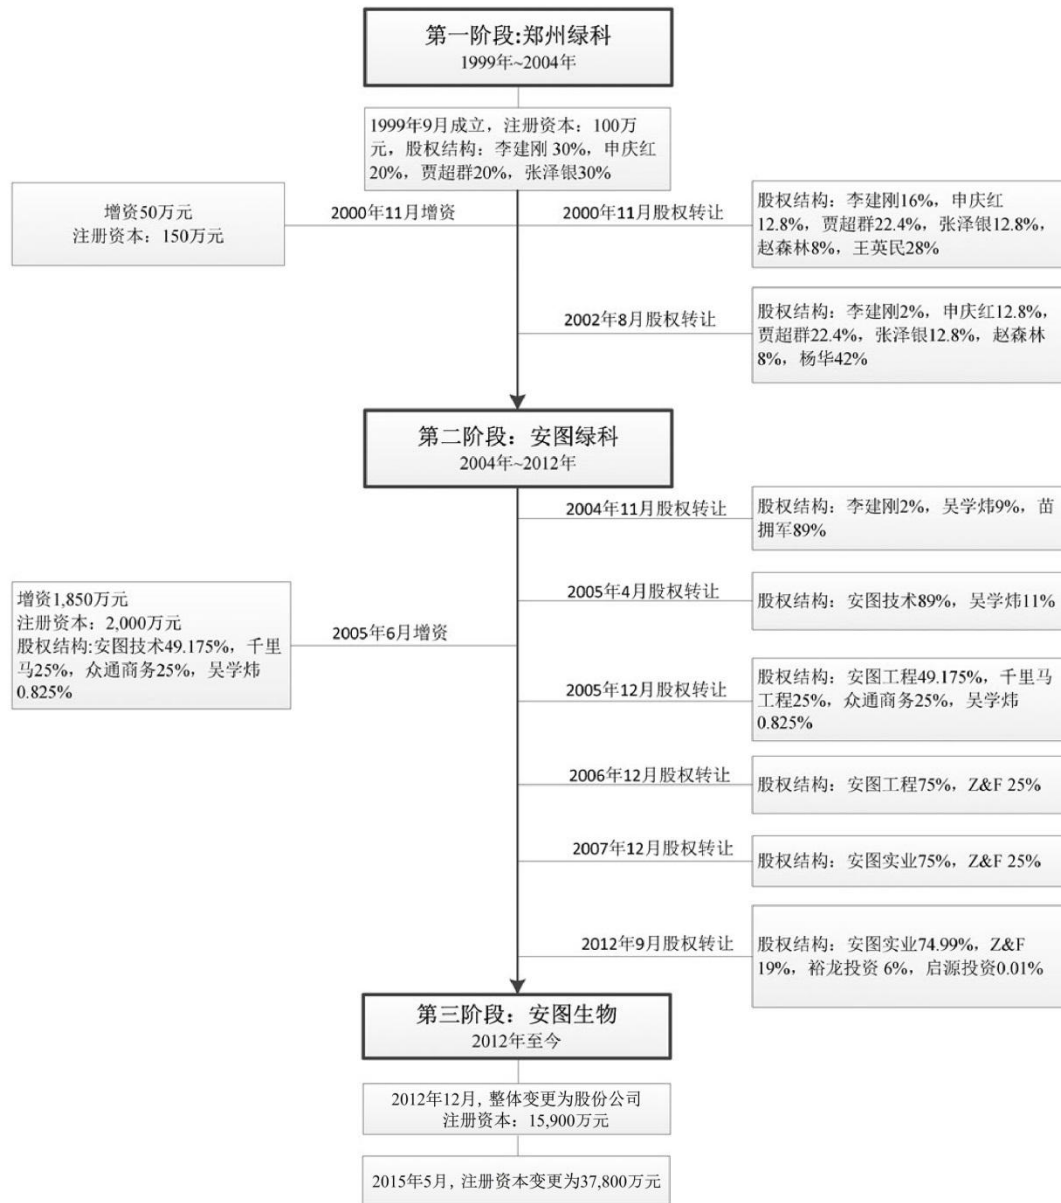 第一阶段:郑州绿科
1999年~2004年
1999年9月成立，注册资本：100万
元，股权结构：李建刚 30%，申庆红
20%，贾超群20%，张泽银30%
增资50万元
注册资本：150万元
2000年11月增资
2000年11月股权转让
股权结构：李建刚16%，申庆红
12.8%，贾超群22.4%，张泽银12.8%，
赵森林8%，王英民28%
2002年8月股权转让
股权结构：李建刚2%，申庆红12.8%，
贾超群22.4%，张泽银12.8%，赵森林
8%，杨华42%
第二阶段：安图绿科
2004年~2012年
2004年11月股权转让
股权结构：李建刚2%，吴学炜9%，苗
拥军89%
2005年4月股权转让
股权结构：安图技术89%，吴学炜11%
增资1,850万元
注册资本：2,000万元
股权结构:安图技术49.175%，千里
马25%，众通商务25%，吴学炜
0.825%
2005年6月增资
2005年12月股权转让
股权结构：安图工程49.175%，千里马
工程25%，众通商务25%，吴学炜
0.825%
2006年12月股权转让
股权结构：安图工程75%，Z&F 25%
2007年12月股权转让
股权结构：安图实业75%，Z&F 25%
2012年9月股权转让
股权结构：安图实业74.99%，Z&F
19%，裕龙投资 6%，启源投资0.01%
第三阶段：安图生物
2012年至今
2012年12月, 整体变更为股份公司
注册资本：15,900万元
2015年5月, 注册资本变更为37,800万元